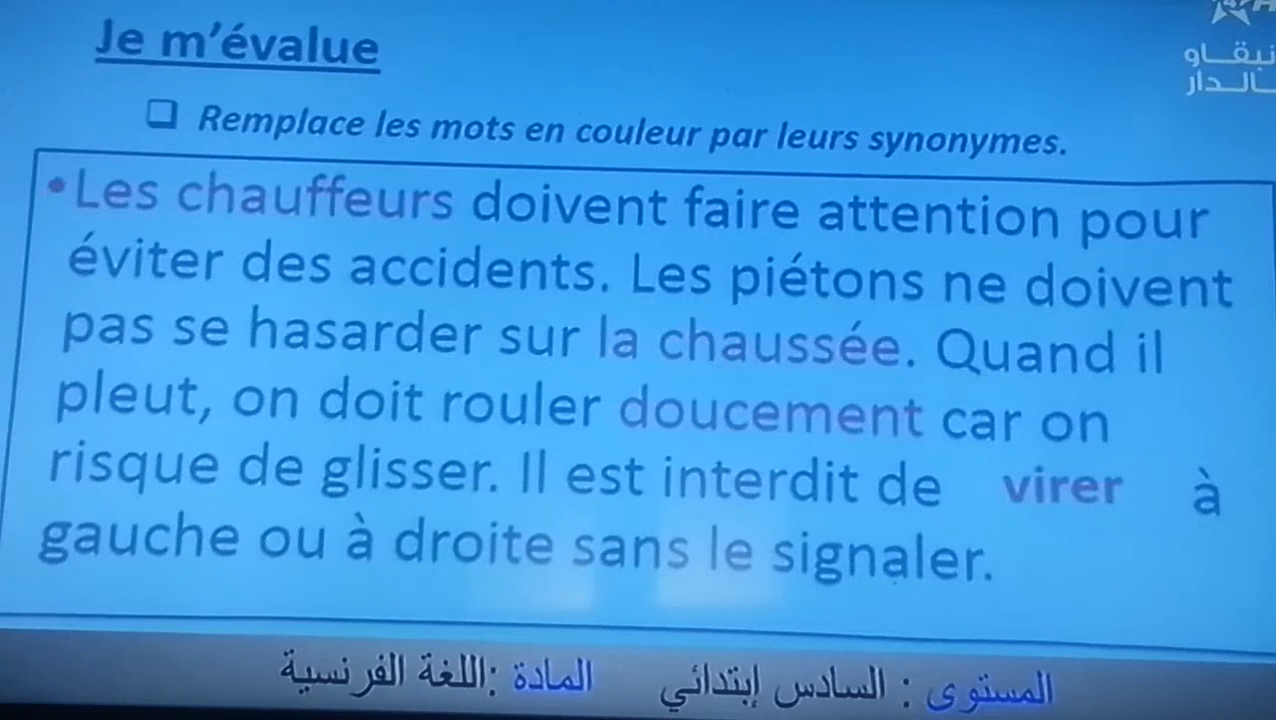 Je m'évalue
نبقاو
فالدار
❑ Remplace les mots en couleur par leurs synonymes.
•Les chauffeurs doivent faire attention pour
éviter des accidents. Les piétons ne doivent
pas se hasarder sur la chaussée. Quand il
pleut, on doit rouler doucement car on
risque de glisser. Il est interdit de virer à
gauche ou à droite sans le signaler.
المستوى : السادس إبتدائي المادة :اللغة الفرنسية